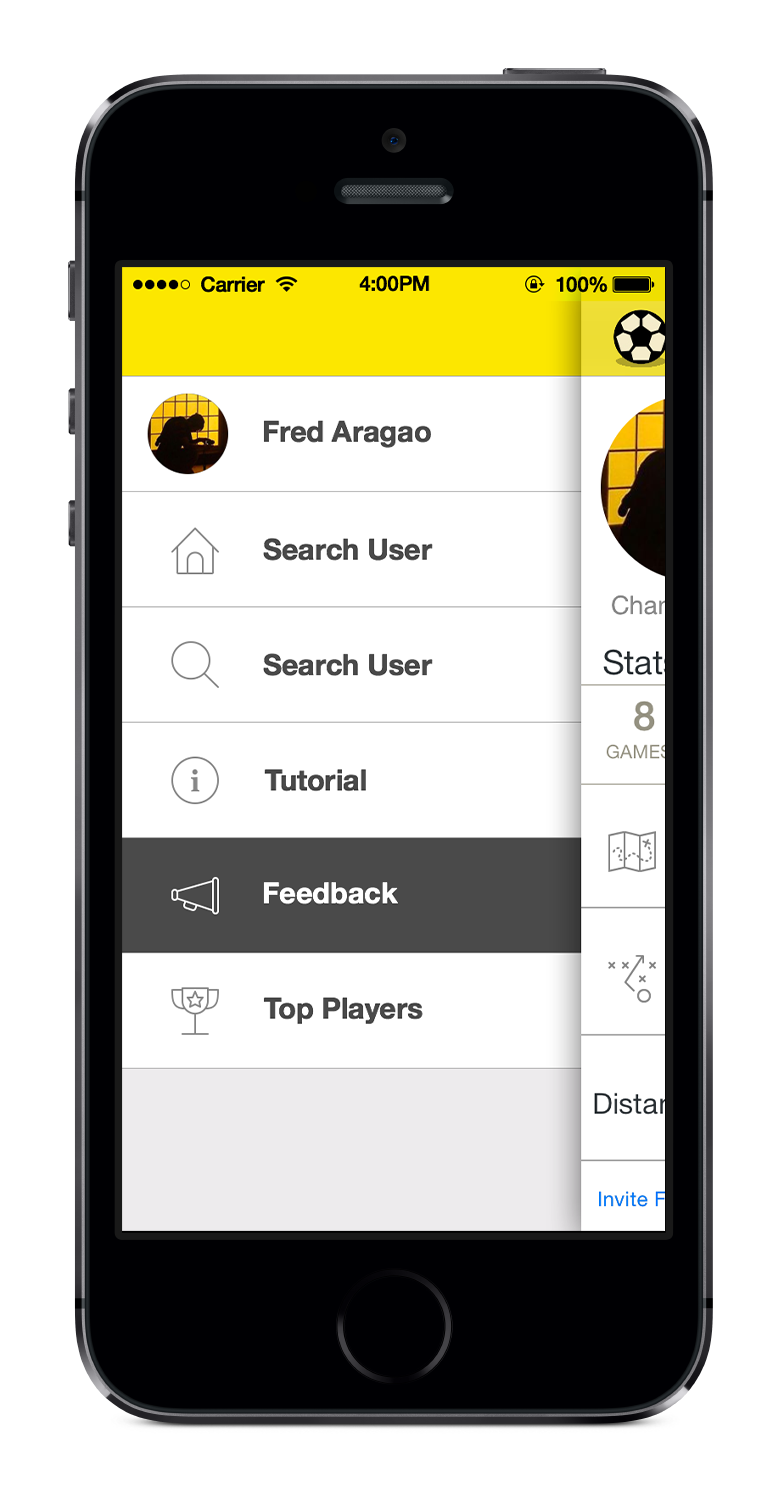 Carrier 4:00PM 100%
Fred Aragao
Search User
Search User
Tutorial
Feedback
Top Players
Char
Stats
8
GAMES
Distar
Invite F